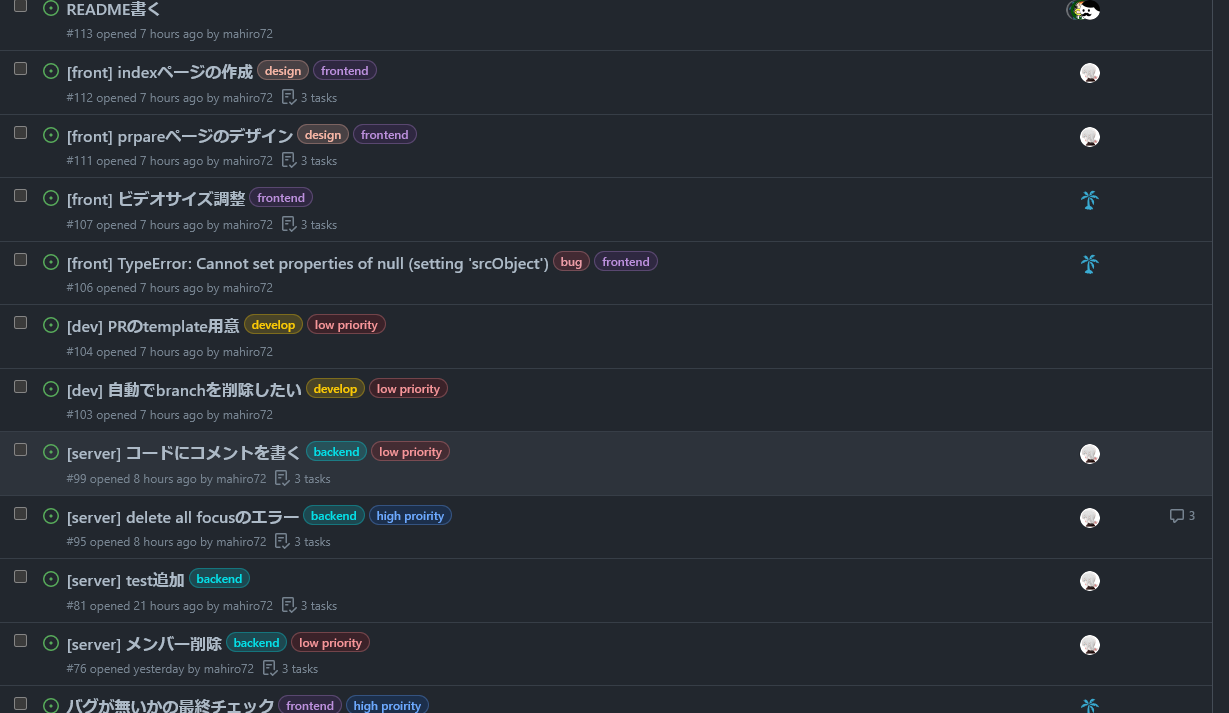 README書く
#113 opened 7 hours ago by mahiro72
[front] indexページの作成 design frontend
#112 opened 7 hours ago by mahiro72 3 tasks
[front] prpareページのデザイン design frontend
#111 opened 7 hours ago by mahiro72 3 tasks
[front] ビデオサイズ調整 frontend
#107 opened 7 hours ago by mahiro72 3 tasks
[front] TypeError: Cannot set properties of null (setting 'srcObject') bug frontend
#106 opened 7 hours ago by mahiro72
[dev] PRのtemplate用意 develop low priority
#104 opened 7 hours ago by mahiro72
[dev] 自動でbranchを削除したい develop low priority
#103 opened 7 hours ago by mahiro72
[server] コードにコメントを書く backend low priority
#99 opened 8 hours ago by mahiro72 3 tasks
[server] delete all focusのエラー backend high proirity 3
#95 opened 8 hours ago by mahiro72 3 tasks
[server] test追加 backend
#81 opened 21 hours ago by mahiro72 3 tasks
[server] メンバー削除 backend low priority
#76 opened yesterday by mahiro72 3 tasks
バグが無いかの最終チェック frontend high proirity